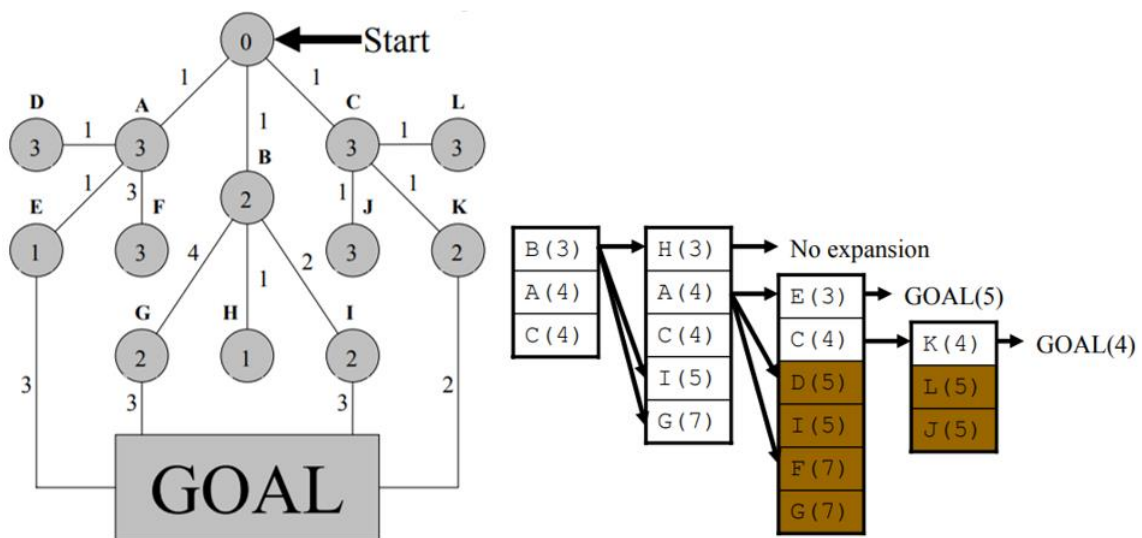 0
Start
1
1
1
D
A
C
L
3
1
3
3
1
3
B
1
1
3
1
1
E
F
2
J
K
1
3
3
2
4
1
2
G
H
I
2
1
2
3
3
3
2
GOAL
B(3)
A(4)
C(4)
H(3)
A(4)
C(4)
I(5)
G(7)
No expansion
E(3)
C(4)
D(5)
I(5)
F(7)
G(7)
GOAL(5)
K(4)
L(5)
J(5)
GOAL(4)